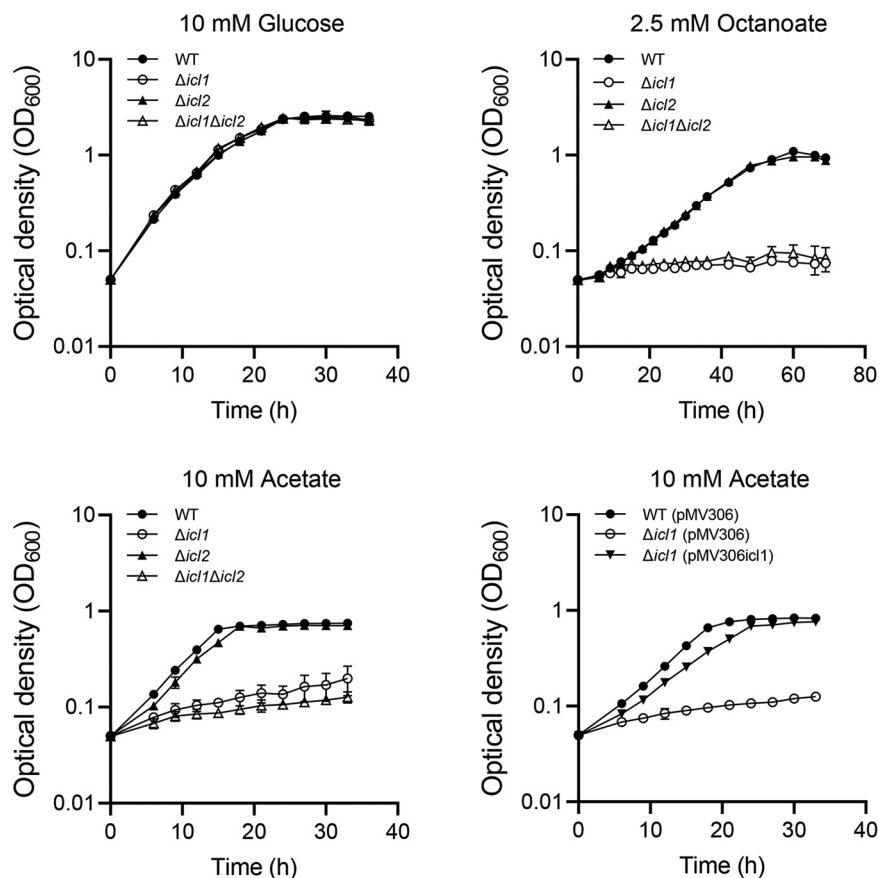 10 mM Glucose
WT
Δicl1
Δicl2
Δicl1Δicl2
Optical density (OD600)
10
1
0.1
0.01
0 10 20 30 40
Time (h)
2.5 mM Octanoate
WT
Δicl1
Δicl2
Δicl1Δicl2
Optical density (OD600)
10
1
0.1
0.01
0 20 40 60 80
Time (h)
10 mM Acetate
WT
Δicl1
Δicl2
Δicl1Δicl2
Optical density (OD600)
10
1
0.1
0.01
0 10 20 30 40
Time (h)
10 mM Acetate
WT (pMV306)
Δicl1 (pMV306)
Δicl1 (pMV306icl1)
Optical density (OD600)
10
1
0.1
0.01
0 10 20 30 40
Time (h)